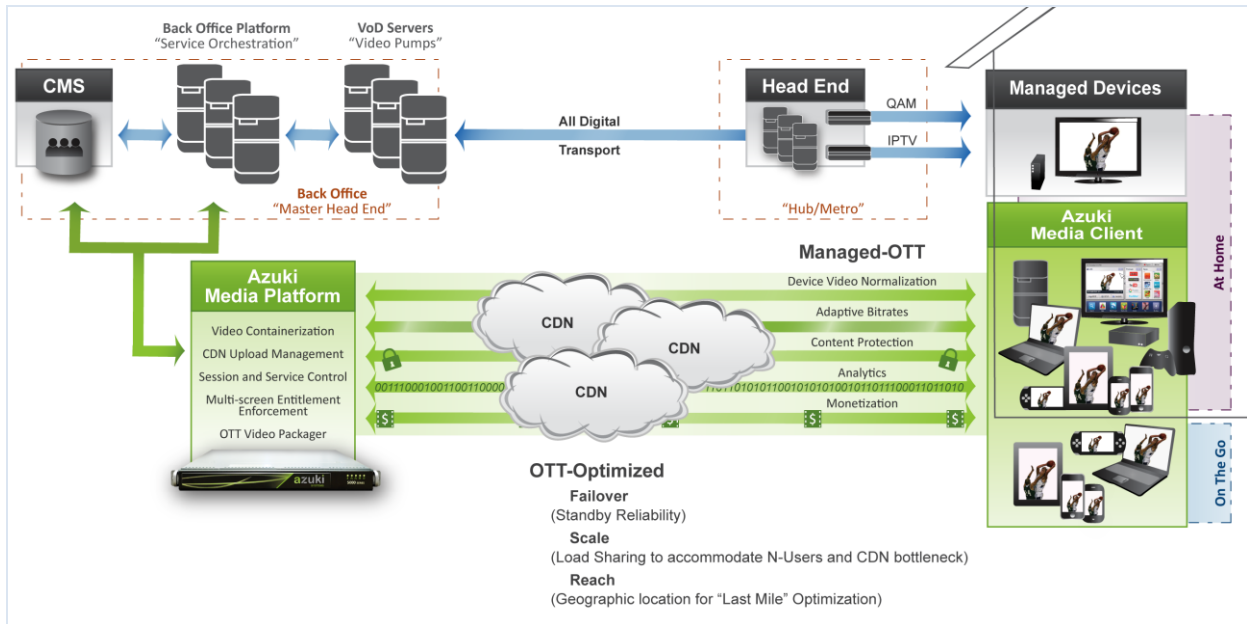 Back Office Platform
“Service Orchestration”
VoD Servers
“Video Pumps”
CMS
Head End
Managed Devices
QAM
IPTV
All Digital
Transport
Back Office
“Master Head End”
“Hub/Metro”
Azuki
Media Client
At Home
On The Go
Azuki
Media Platform
Video Containerization
CDN Upload Management
Session and Service Control
Multi-screen Entitlement
Enforcement
OTT Video Packager
azuki
Managed-OTT
Device Video Normalization
Adaptive Bitrates
Content Protection
Analytics
Monetization
CDN
CDN
CDN
$
$
$
OTT-Optimized
Failover
(Standby Reliability)
Scale
(Load Sharing to accommodate N-Users and CDN bottleneck)
Reach
(Geographic location for “Last Mile” Optimization)